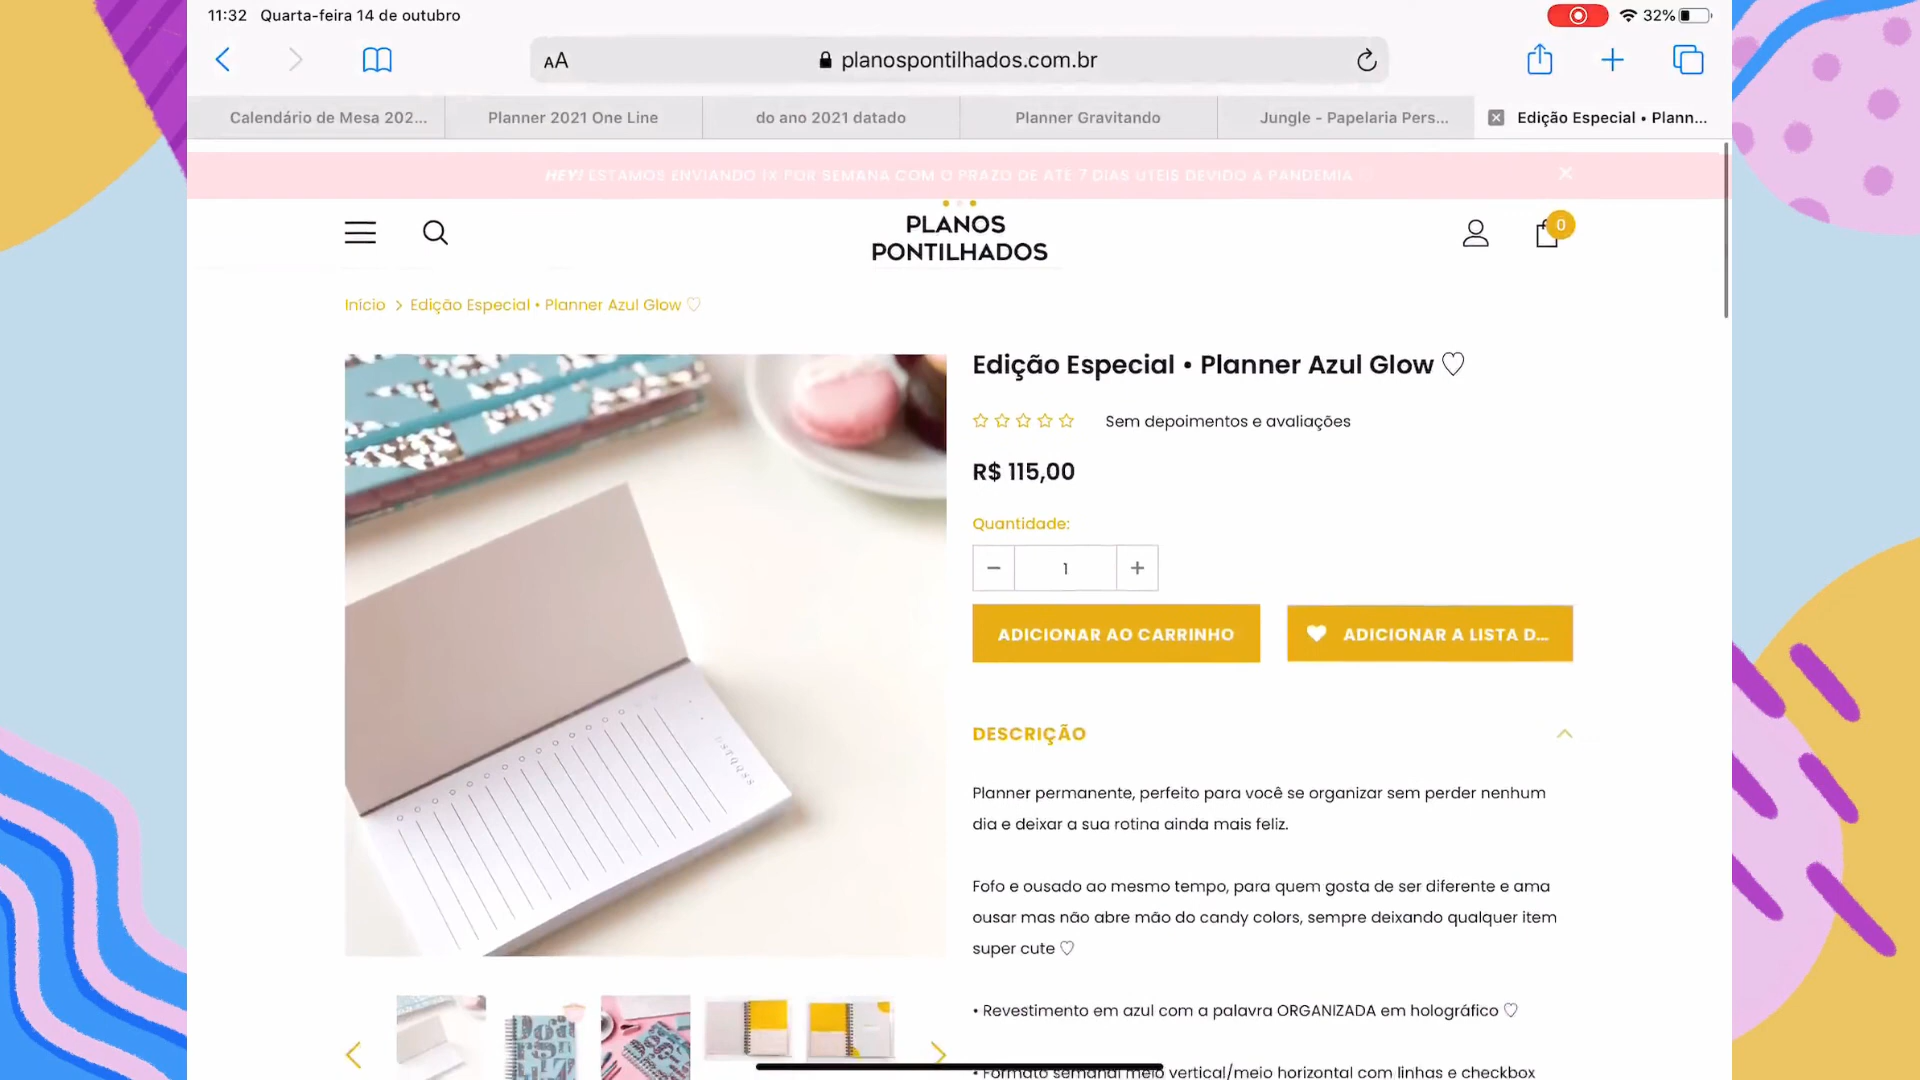 11:32 Quarta-feira 14 de outubro
32%
AA
planospontilhados.com.br
Calendário de Mesa 202...
Planner 2021 One Line
do ano 2021 datado
Planner Gravitando
Jungle - Papelaria Pers...
Edição Especial • Plann...
HEY! ESTAMOS ENVIANDO 1X POR SEMANA COM O PRAZO DE ATÉ 7 DIAS ÚTEIS DEVIDO A PANDEMIA
PLANOS
PONTILHADOS
0
Início > Edição Especial • Planner Azul Glow ♡
Edição Especial • Planner Azul Glow ♡
Sem depoimentos e avaliações
R$ 115,00
Quantidade:
− 1 +
ADICIONAR AO CARRINHO
ADICIONAR A LISTA D...
DESCRIÇÃO
Planner permanente, perfeito para você se organizar sem perder nenhum
dia e deixar a sua rotina ainda mais feliz.
Fofo e ousado ao mesmo tempo, para quem gosta de ser diferente e ama
ousar mas não abre mão do candy colors, sempre deixando qualquer item
super cute ♡
• Revestimento em azul com a palavra ORGANIZADA em holográfico ♡
• Formato semanal meio vertical/meio horizontal com linhas e checkbox